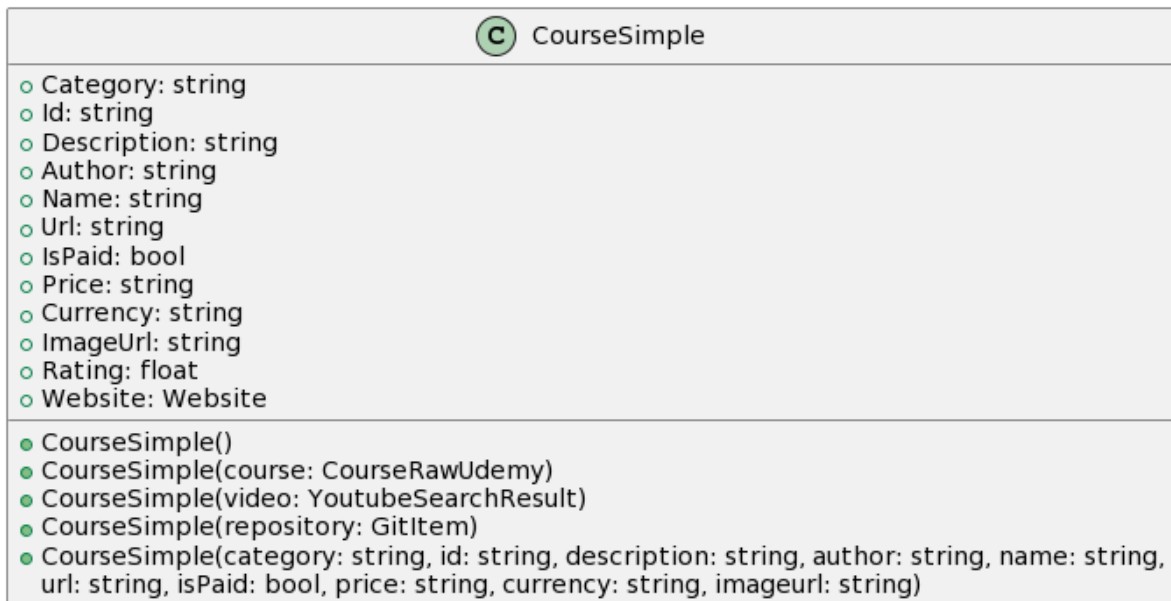 C CourseSimple
Category: string
Id: string
Description: string
Author: string
Name: string
Url: string
IsPaid: bool
Price: string
Currency: string
ImageUrl: string
Rating: float
Website: Website
CourseSimple()
CourseSimple(course: CourseRawUdemy)
CourseSimple(video: YoutubeSearchResult)
CourseSimple(repository: GitItem)
CourseSimple(category: string, id: string, description: string, author: string, name: string,
url: string, isPaid: bool, price: string, currency: string, imageurl: string)